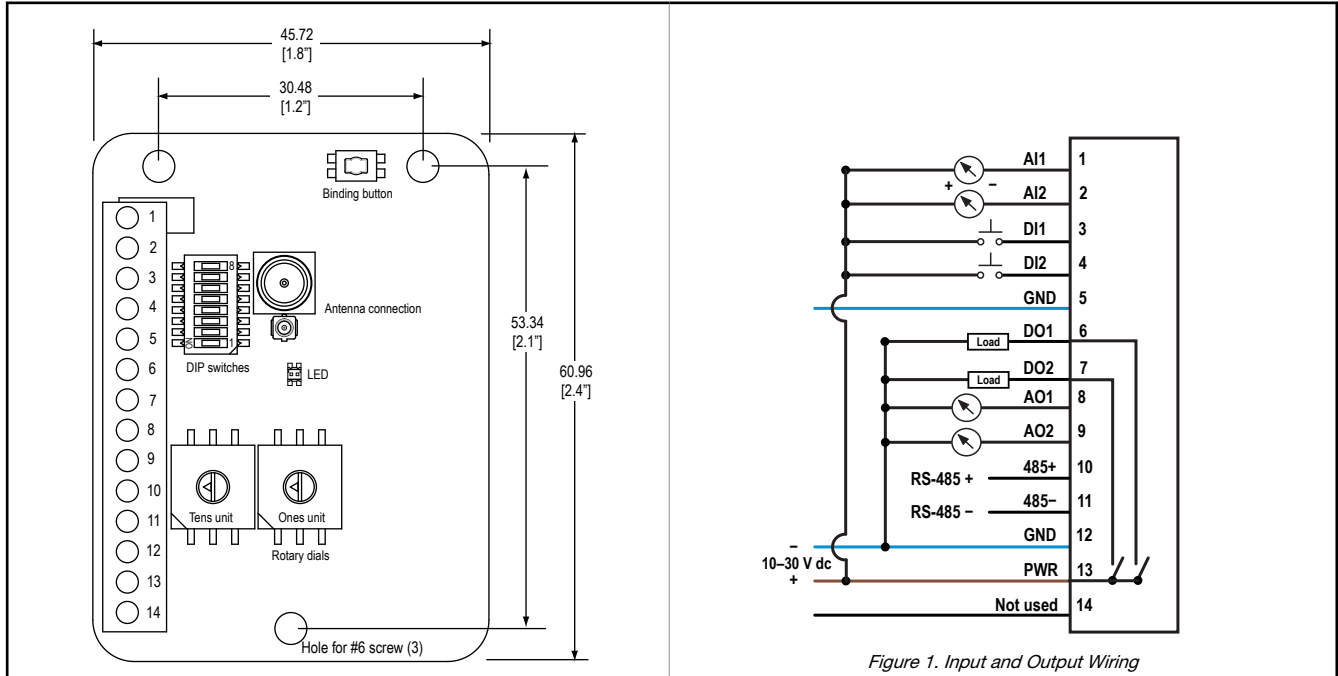 45.72
[1.8"]
30.48
[1.2"]
Binding button
1
2
3
4
5
6
7
8
9
10
11
12
13
14
8
ON
1
DIP switches
Antenna connection
LED
53.34
[2.1"]
60.96
[2.4"]
Tens unit
Ones unit
Rotary dials
Hole for #6 screw (3)
AI1 1
+ −
AI2 2
DI1 3
DI2 4
GND 5
Load DO1 6
Load DO2 7
AO1 8
AO2 9
RS-485 + 485+ 10
RS-485 − 485− 11
− GND 12
10–30 V dc
+ PWR 13
Not used 14
Figure 1. Input and Output Wiring